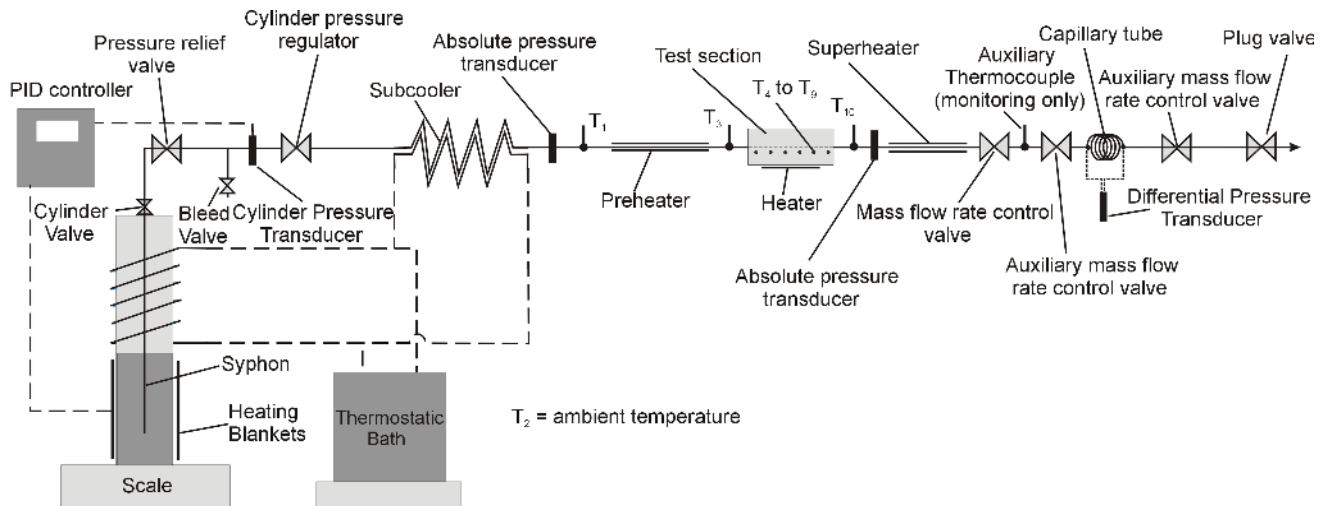 Pressure relief
valve
Cylinder pressure
regulator
Absolute pressure
transducer
Superheater
Capillary tube
Plug valve
PID controller
Subcooler
Test section
T4 to T9
Auxiliary
Thermocouple
(monitoring only)
Auxiliary mass flow
rate control valve
T1
T3
T10
Cylinder
Valve
Bleed
Valve
Cylinder Pressure
Transducer
Preheater
Heater
Mass flow rate control
valve
Differential Pressure
Transducer
Absolute pressure
transducer
Auxiliary mass flow
rate control valve
Syphon
Heating
Blankets
Thermostatic
Bath
T2 = ambient temperature
Scale